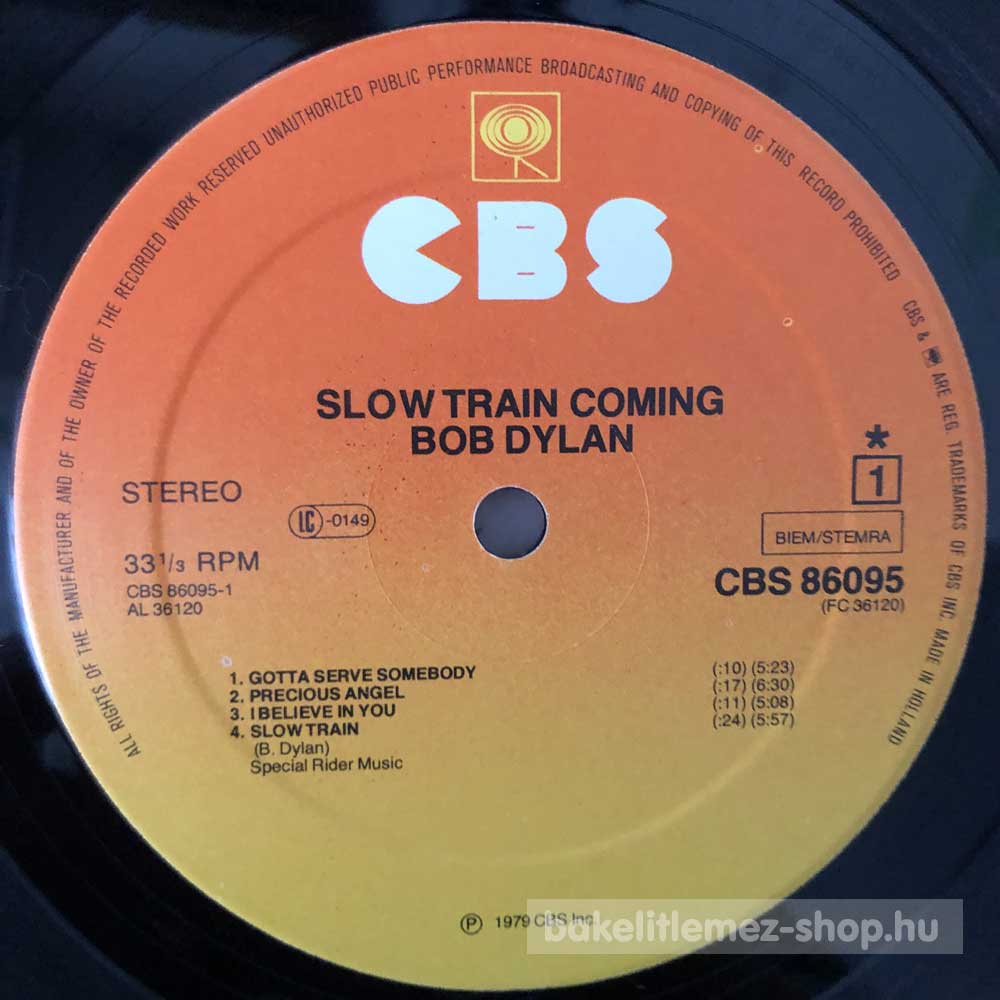 ALL RIGHTS OF THE MANUFACTURER AND OF THE OWNER OF THE RECORDED WORK RESERVED UNAUTHORIZED PUBLIC PERFORMANCE BROADCASTING AND COPYING OF THIS RECORD PROHIBITED
CBS & ARE REG. TRADEMARKS OF CBS INC. MADE IN HOLLAND
CBS
SLOW TRAIN COMING
BOB DYLAN
STEREO
LC-0149
*
1
BIEM/STEMRA
33 1/3 RPM
CBS 86095-1
AL 36120
CBS 86095
(FC 36120)
1. GOTTA SERVE SOMEBODY (:10) (5:23)
2. PRECIOUS ANGEL (:17) (6:30)
3. I BELIEVE IN YOU (:11) (5:08)
4. SLOW TRAIN (:24) (5:57)
(B. Dylan)
Special Rider Music
℗ 1979 CBS Inc.
bakelitlemez-shop.hu